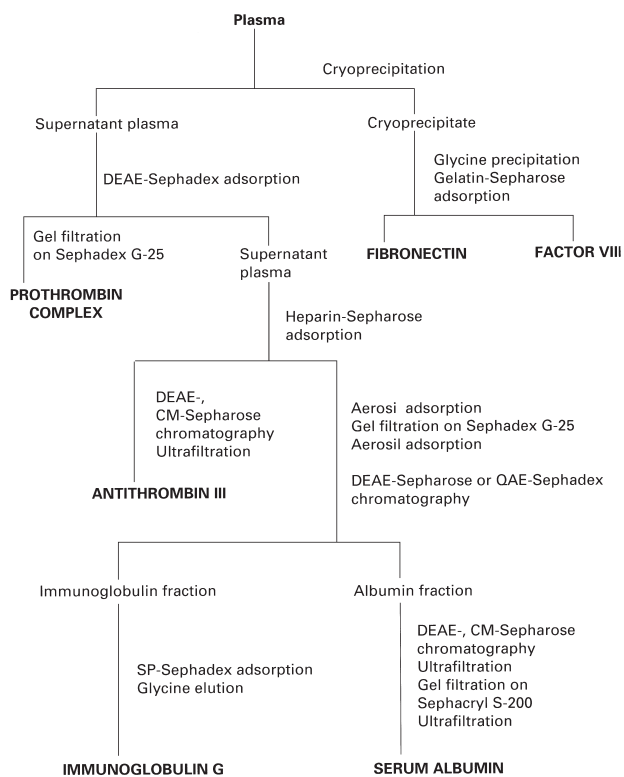 Plasma
Cryoprecipitation
Supernatant plasma
Cryoprecipitate
Glycine precipitation
Gelatin-Sepharose
adsorption
DEAE-Sephadex adsorption
Gel filtration
on Sephadex G-25
Supernatant
plasma
FIBRONECTIN
FACTOR VIII
PROTHROMBIN
COMPLEX
Heparin-Sepharose
adsorption
DEAE-,
CM-Sepharose
chromatography
Ultrafiltration
Aerosi adsorption
Gel filtration on Sephadex G-25
Aerosil adsorption
DEAE-Sepharose or QAE-Sephadex
chromatography
ANTITHROMBIN III
Immunoglobulin fraction
Albumin fraction
SP-Sephadex adsorption
Glycine elution
DEAE-, CM-Sepharose
chromatography
Ultrafiltration
Gel filtration on
Sephacryl S-200
Ultrafiltration
IMMUNOGLOBULIN G
SERUM ALBUMIN